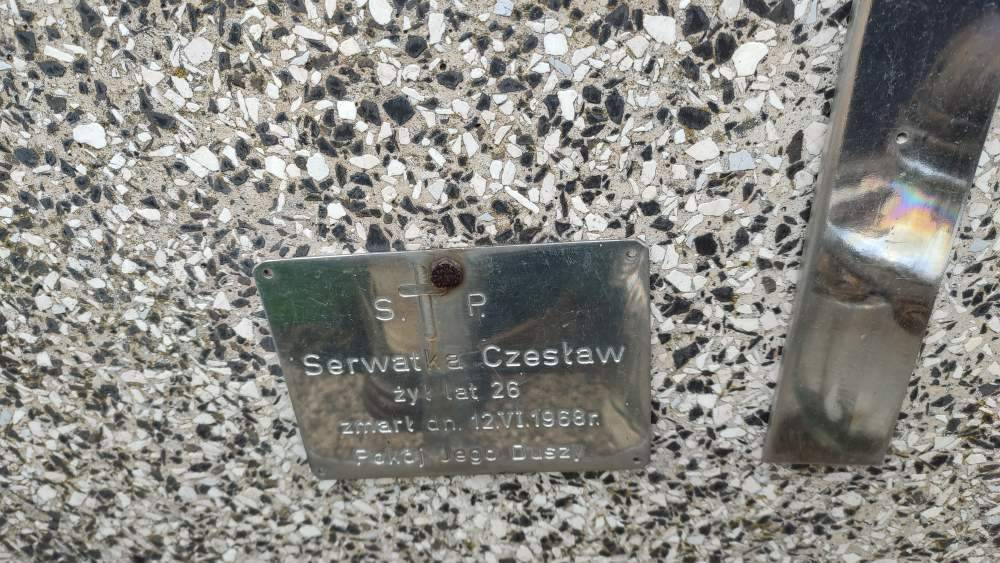 S. P.
Serwatka Czesław
żył lat 26
zmarł dn. 12.VI.1968r.
Pokój Jego Duszy